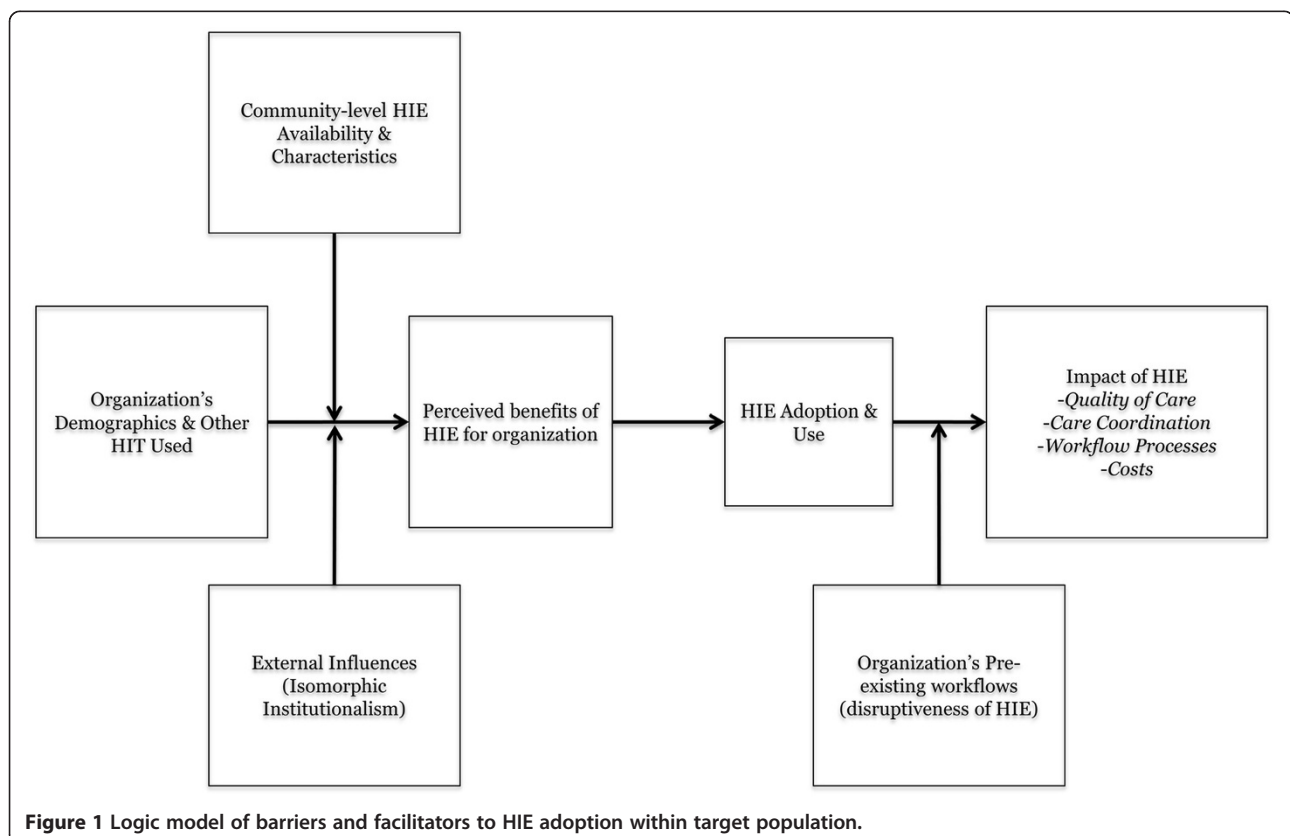 Community-level HIE
Availability &
Characteristics
Organization's
Demographics & Other
HIT Used
Perceived benefits of
HIE for organization
HIE Adoption &
Use
Impact of HIE
-Quality of Care
-Care Coordination
-Workflow Processes
-Costs
External Influences
(Isomorphic
Institutionalism)
Organization's Pre-
existing workflows
(disruptiveness of HIE)
Figure 1 Logic model of barriers and facilitators to HIE adoption within target population.